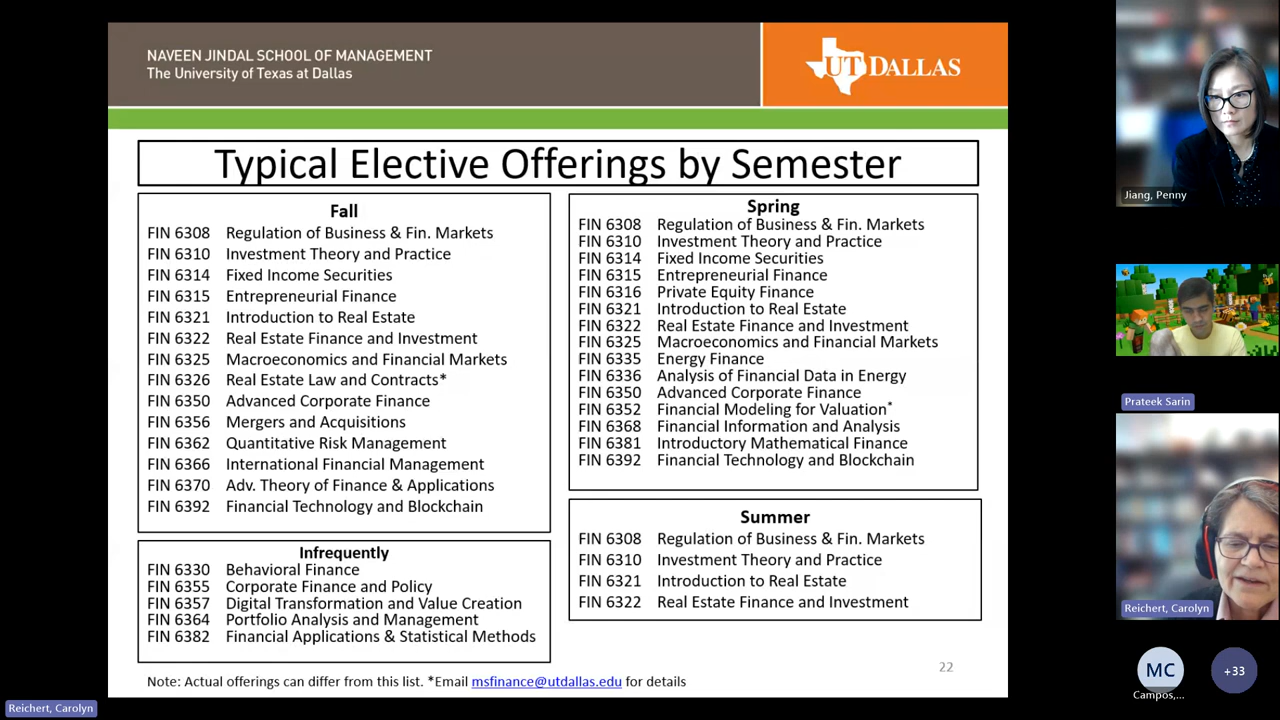 NAVEEN JINDAL SCHOOL OF MANAGEMENT
The University of Texas at Dallas
UT DALLAS
Typical Elective Offerings by Semester
Fall
FIN 6308 Regulation of Business & Fin. Markets
FIN 6310 Investment Theory and Practice
FIN 6314 Fixed Income Securities
FIN 6315 Entrepreneurial Finance
FIN 6321 Introduction to Real Estate
FIN 6322 Real Estate Finance and Investment
FIN 6325 Macroeconomics and Financial Markets
FIN 6326 Real Estate Law and Contracts*
FIN 6350 Advanced Corporate Finance
FIN 6356 Mergers and Acquisitions
FIN 6362 Quantitative Risk Management
FIN 6366 International Financial Management
FIN 6370 Adv. Theory of Finance & Applications
FIN 6392 Financial Technology and Blockchain
Infrequently
FIN 6330 Behavioral Finance
FIN 6355 Corporate Finance and Policy
FIN 6357 Digital Transformation and Value Creation
FIN 6364 Portfolio Analysis and Management
FIN 6382 Financial Applications & Statistical Methods
Spring
FIN 6308 Regulation of Business & Fin. Markets
FIN 6310 Investment Theory and Practice
FIN 6314 Fixed Income Securities
FIN 6315 Entrepreneurial Finance
FIN 6316 Private Equity Finance
FIN 6321 Introduction to Real Estate
FIN 6322 Real Estate Finance and Investment
FIN 6325 Macroeconomics and Financial Markets
FIN 6335 Energy Finance
FIN 6336 Analysis of Financial Data in Energy
FIN 6350 Advanced Corporate Finance
FIN 6352 Financial Modeling for Valuation*
FIN 6368 Financial Information and Analysis
FIN 6381 Introductory Mathematical Finance
FIN 6392 Financial Technology and Blockchain
Summer
FIN 6308 Regulation of Business & Fin. Markets
FIN 6310 Investment Theory and Practice
FIN 6321 Introduction to Real Estate
FIN 6322 Real Estate Finance and Investment
22
Note: Actual offerings can differ from this list. *Email msfinance@utdallas.edu for details
Jiang, Penny
Prateek Sarin
Reichert, Carolyn
MC
Campos,...
+33
Reichert, Carolyn